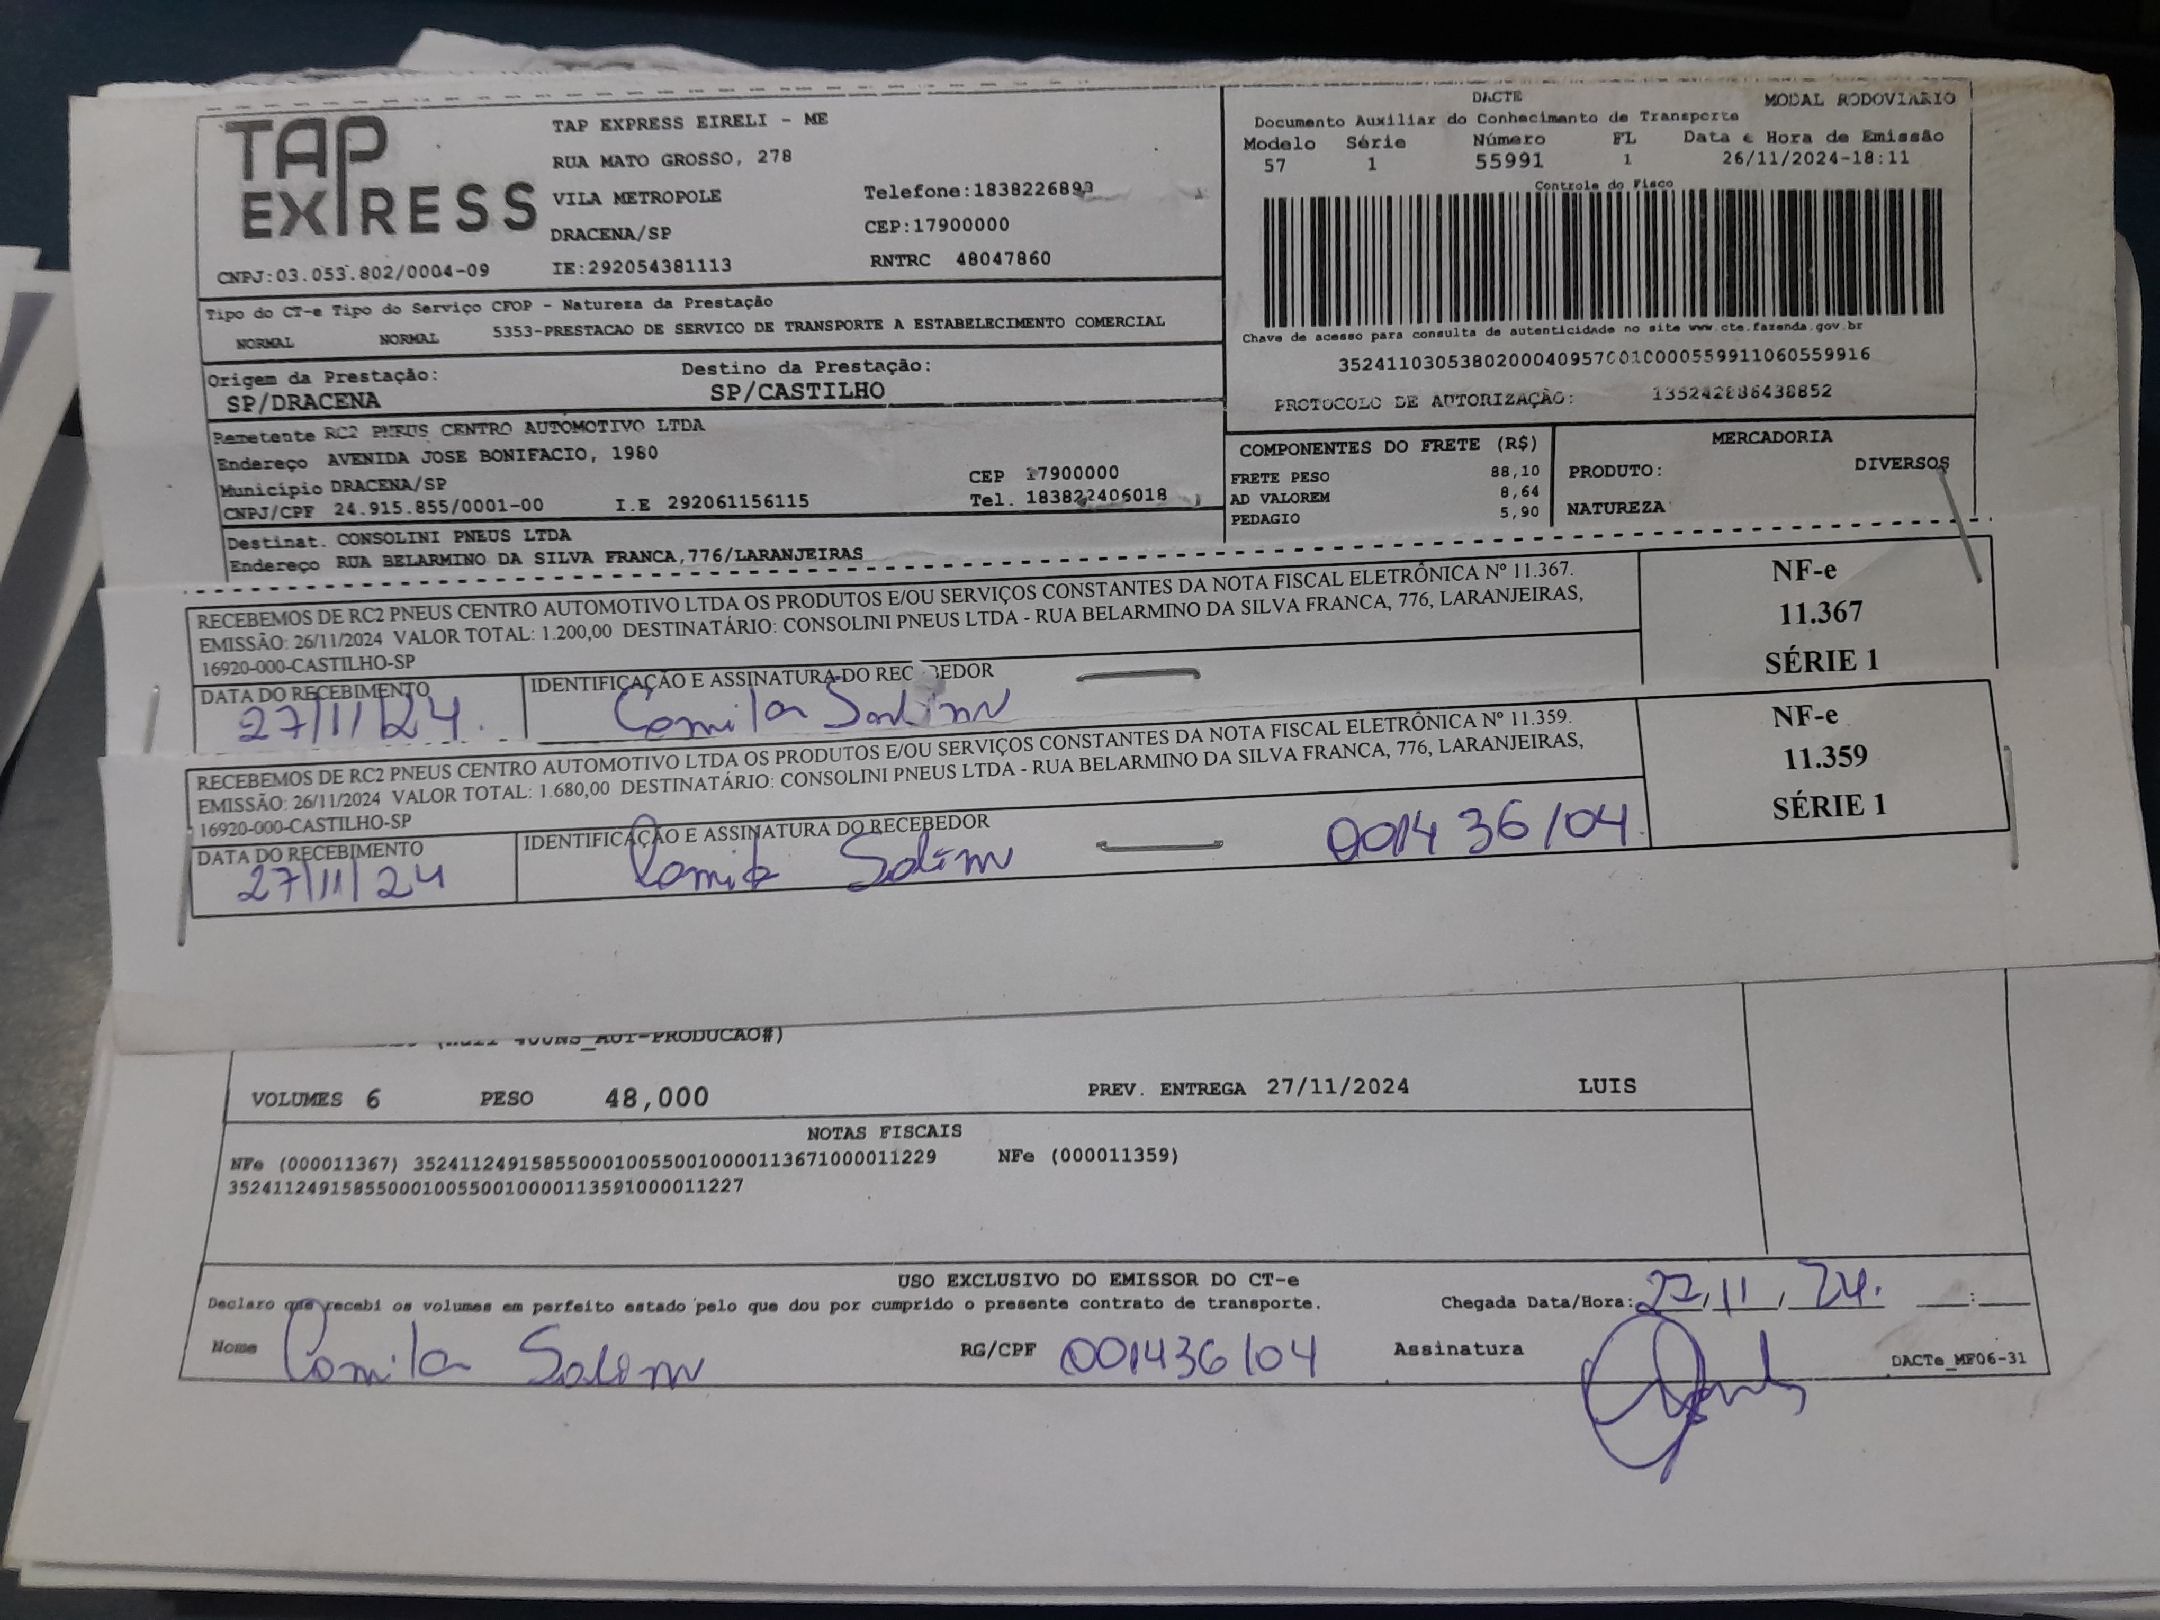 TAP EXPRESS
TAP EXPRESS EIRELI - ME
RUA MATO GROSSO, 278
VILA METROPOLE Telefone:1838226893
DRACENA/SP CEP:17900000
CNPJ:03.053.802/0004-09 IE:292054381113 RNTRC 48047860
DACTE MODAL RODOVIARIO
Documento Auxiliar do Conhecimento de Transporte
Modelo Série Número FL Data e Hora de Emissão
57 1 55991 1 26/11/2024-18:11
Controle do Fisco
Chave de acesso para consulta de autenticidade no site www.cte.fazenda.gov.br
35241103053802000409570010000559911060559916
PROTOCOLO DE AUTORIZAÇÃO: 135242886438852
Tipo do CT-e Tipo do Serviço CFOP - Natureza da Prestação
NORMAL NORMAL 5353-PRESTACAO DE SERVICO DE TRANSPORTE A ESTABELECIMENTO COMERCIAL
Origem da Prestação: Destino da Prestação:
SP/DRACENA SP/CASTILHO
Remetente RC2 PNEUS CENTRO AUTOMOTIVO LTDA
Endereço AVENIDA JOSE BONIFACIO, 1980
Município DRACENA/SP CEP 17900000
CNPJ/CPF 24.915.855/0001-00 I.E 292061156115 Tel. 183822406018
COMPONENTES DO FRETE (R$)
FRETE PESO 88,10
AD VALOREM 8,64
PEDAGIO 5,90
MERCADORIA
PRODUTO: DIVERSOS
NATUREZA
Destinat. CONSOLINI PNEUS LTDA
Endereço RUA BELARMINO DA SILVA FRANCA,776/LARANJEIRAS
RECEBEMOS DE RC2 PNEUS CENTRO AUTOMOTIVO LTDA OS PRODUTOS E/OU SERVIÇOS CONSTANTES DA NOTA FISCAL ELETRÔNICA Nº 11.367.
EMISSÃO: 26/11/2024 VALOR TOTAL: 1.200,00 DESTINATÁRIO: CONSOLINI PNEUS LTDA - RUA BELARMINO DA SILVA FRANCA, 776, LARANJEIRAS,
16920-000-CASTILHO-SP
NF-e
11.367
SÉRIE 1
DATA DO RECEBIMENTO IDENTIFICAÇÃO E ASSINATURA DO REC BEDOR
27/11/24. Camila
RECEBEMOS DE RC2 PNEUS CENTRO AUTOMOTIVO LTDA OS PRODUTOS E/OU SERVIÇOS CONSTANTES DA NOTA FISCAL ELETRÔNICA Nº 11.359.
EMISSÃO: 26/11/2024 VALOR TOTAL: 1.680,00 DESTINATÁRIO: CONSOLINI PNEUS LTDA - RUA BELARMINO DA SILVA FRANCA, 776, LARANJEIRAS,
16920-000-CASTILHO-SP
NF-e
11.359
SÉRIE 1
DATA DO RECEBIMENTO IDENTIFICAÇÃO E ASSINATURA DO RECEBEDOR
27/11/24 Camila 001436/04.
VOLUMES 6 PESO 48,000 PREV. ENTREGA 27/11/2024 LUIS
NOTAS FISCAIS
NFe (000011367) 35241124915855000100550010000113671000011229 NFe (000011359)
35241124915855000100550010000113591000011227
USO EXCLUSIVO DO EMISSOR DO CT-e
Declaro que recebi os volumes em perfeito estado pelo que dou por cumprido o presente contrato de transporte. Chegada Data/Hora: 27/11/24. __:__
Nome Camila RG/CPF 001436/04 Assinatura
DACTe_MF06-31